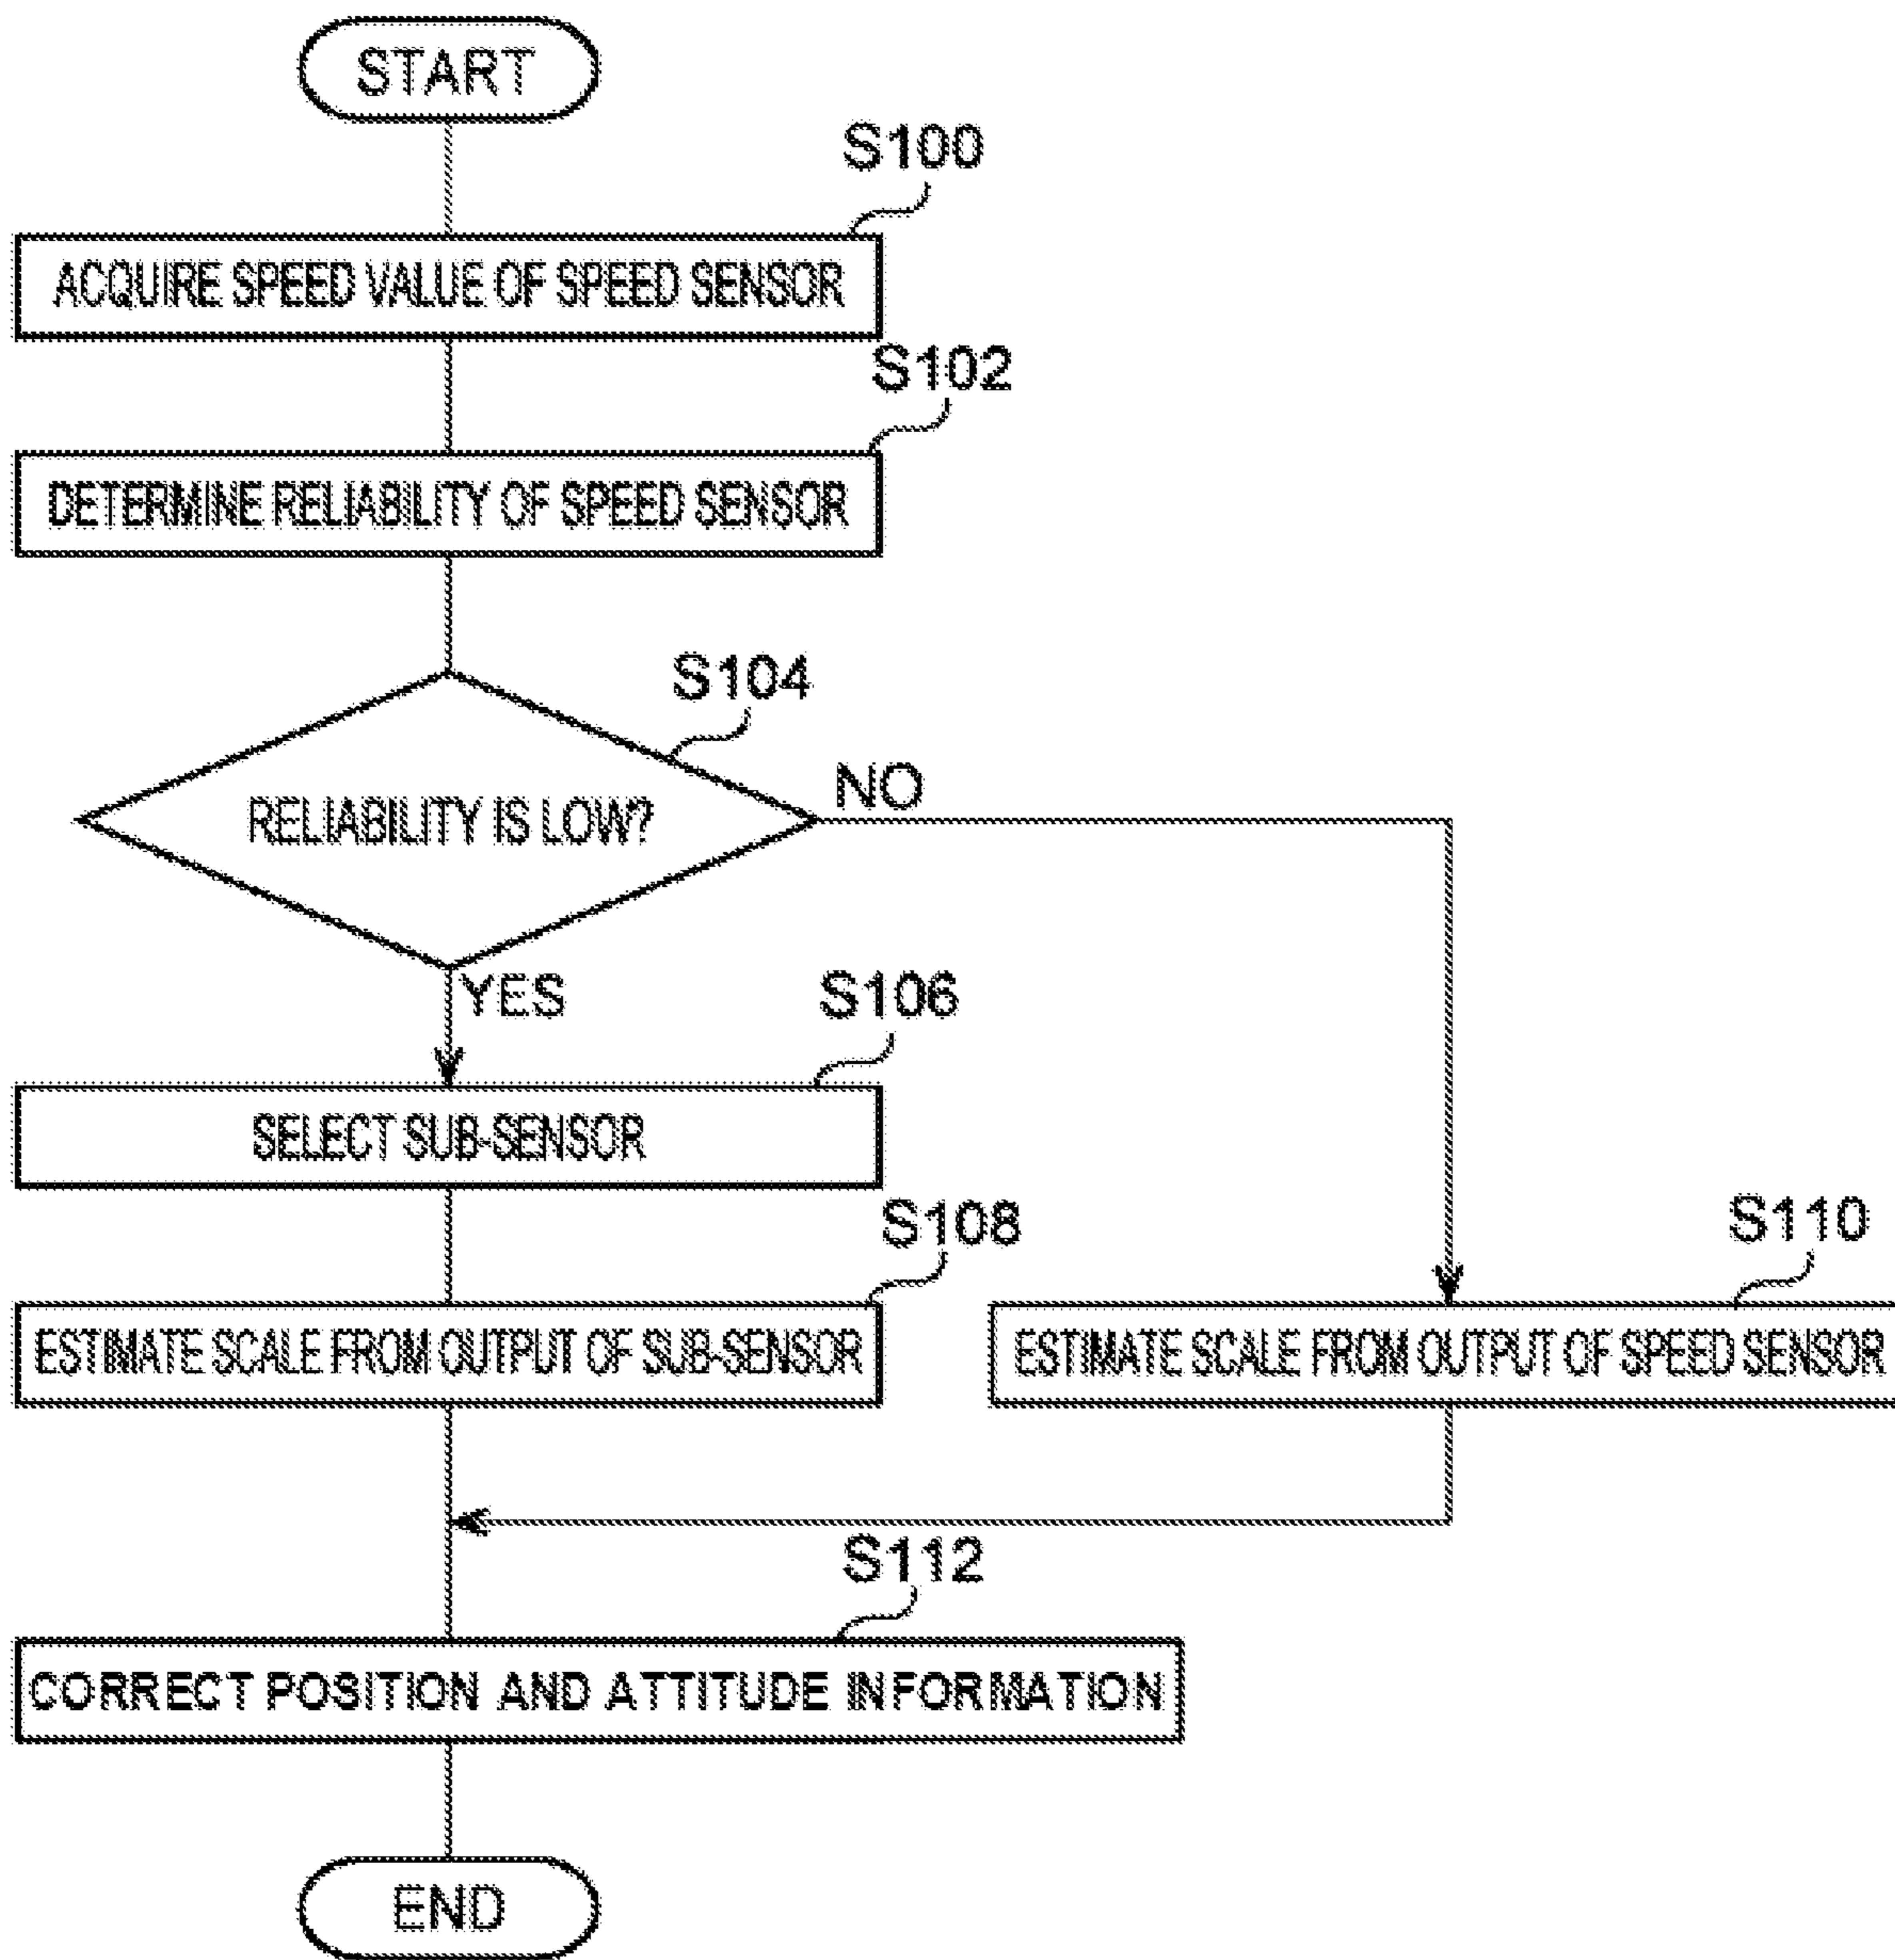 START
S100
ACQUIRE SPEED VALUE OF SPEED SENSOR
S102
DETERMINE RELIABILITY OF SPEED SENSOR
S104
RELIABILITY IS LOW?
NO
YES
S106
SELECT SUB-SENSOR
S108
ESTIMATE SCALE FROM OUTPUT OF SUB-SENSOR
S110
ESTIMATE SCALE FROM OUTPUT OF SPEED SENSOR
S112
CORRECT POSITION AND ATTITUDE INFORMATION
END